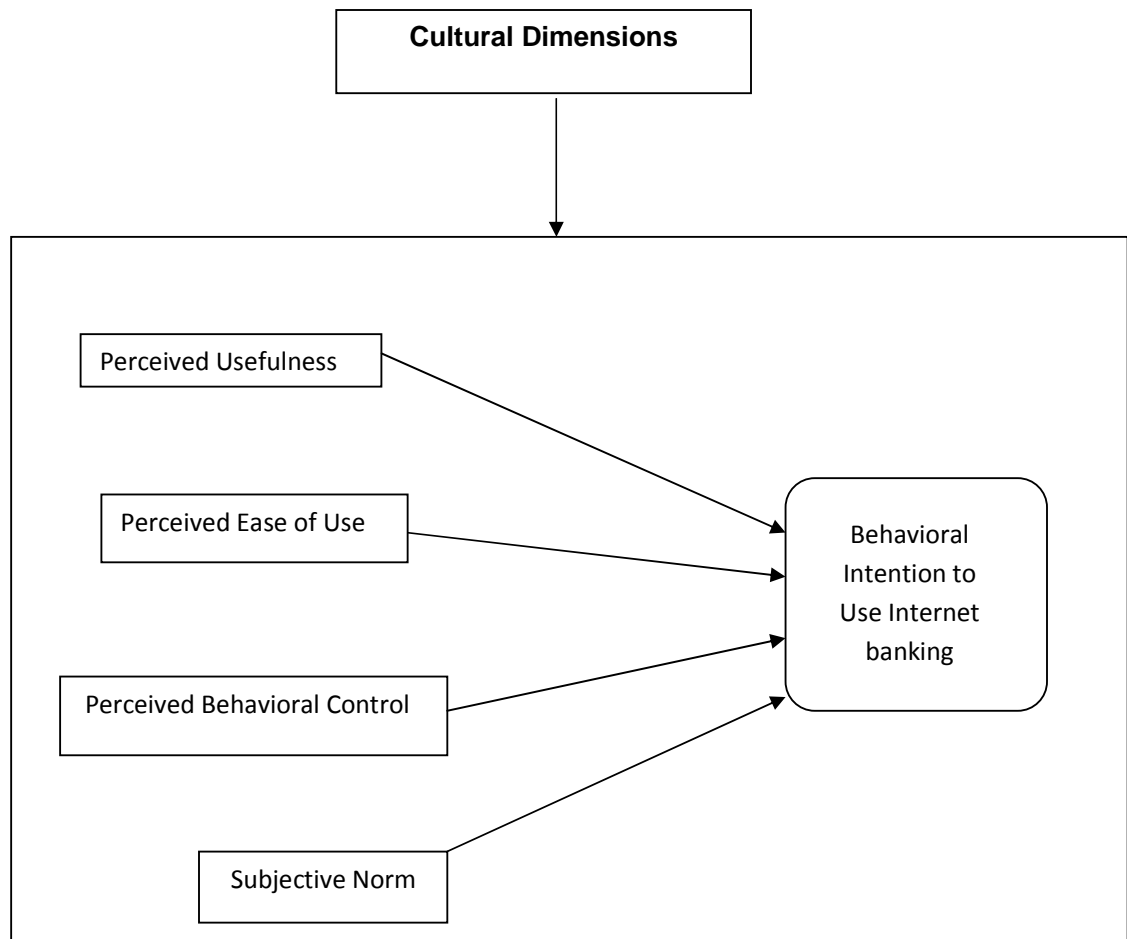 Cultural Dimensions
Perceived Usefulness
Perceived Ease of Use
Behavioral
Intention to
Use Internet
banking
Perceived Behavioral Control
Subjective Norm